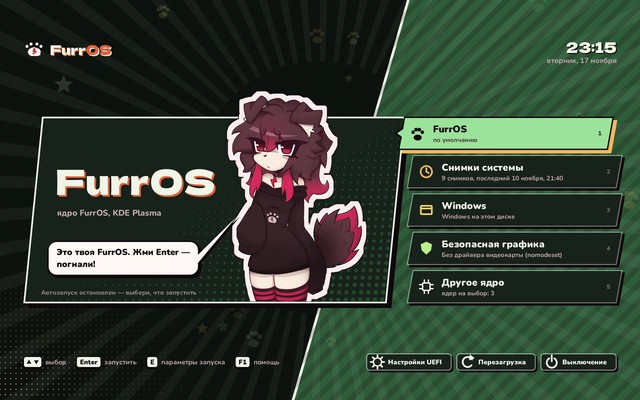 FurrOS
23:15
вторник, 17 ноября
FurrOS
ядро FurrOS, KDE Plasma
Это твоя FurrOS. Жми Enter —
погнали!
Автозапуск остановлен — выбери, что запустить
FurrOS
по умолчанию
1
Снимки системы
9 снимков, последний 10 ноября, 21:40
2
Windows
Windows на этом диске
3
Безопасная графика
Без драйвера видеокарты (nomodeset)
4
Другое ядро
ядер на выбор: 3
5
▲ ▼ выбор Enter запустить E параметры запуска F1 помощь
Настройки UEFI Перезагрузка Выключение